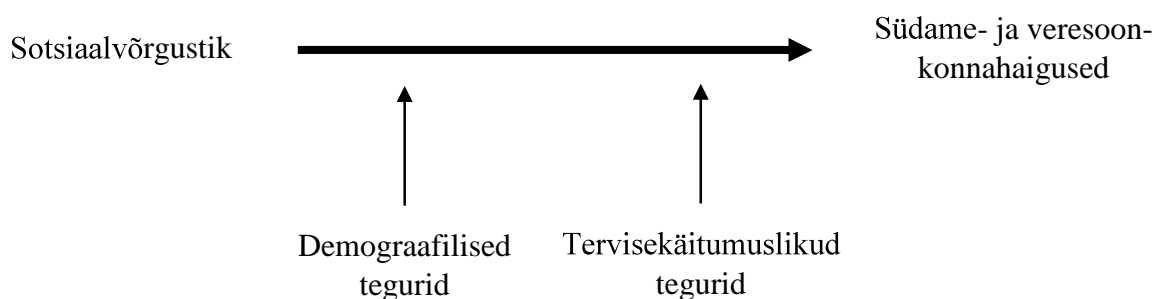 Sotsiaalvõrgustik
Südame- ja veresoon-
konnahaigused
Demograafilised
tegurid
Tervisekäitumuslikud
tegurid